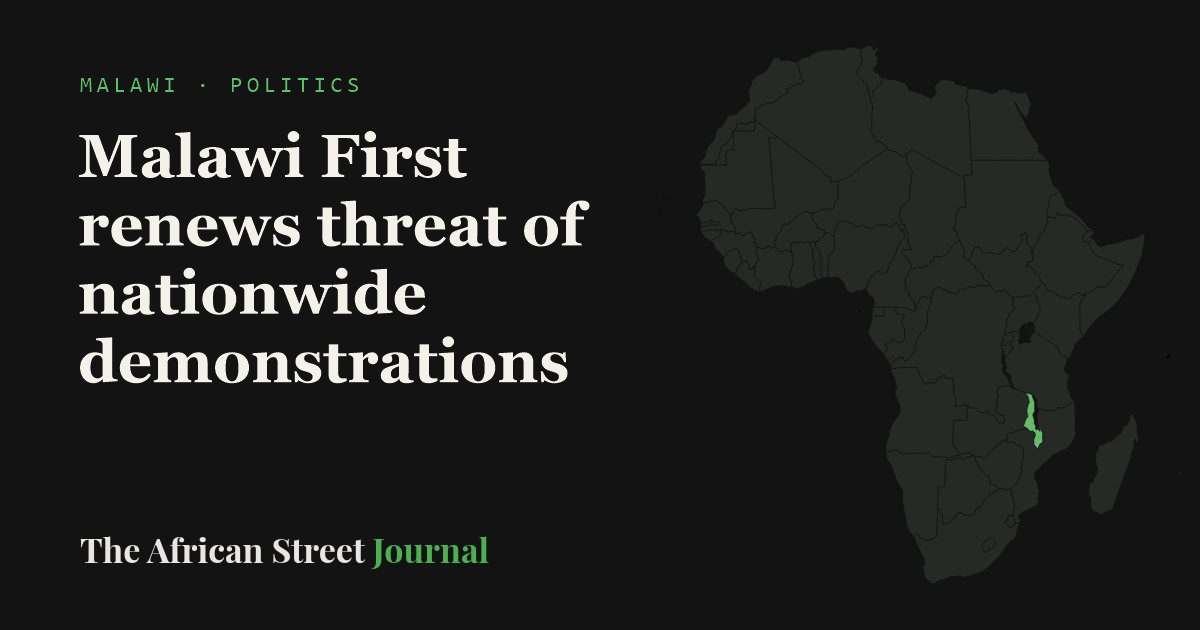 MALAWI · POLITICS
Malawi First
renews threat of
nationwide
demonstrations
The African Street Journal